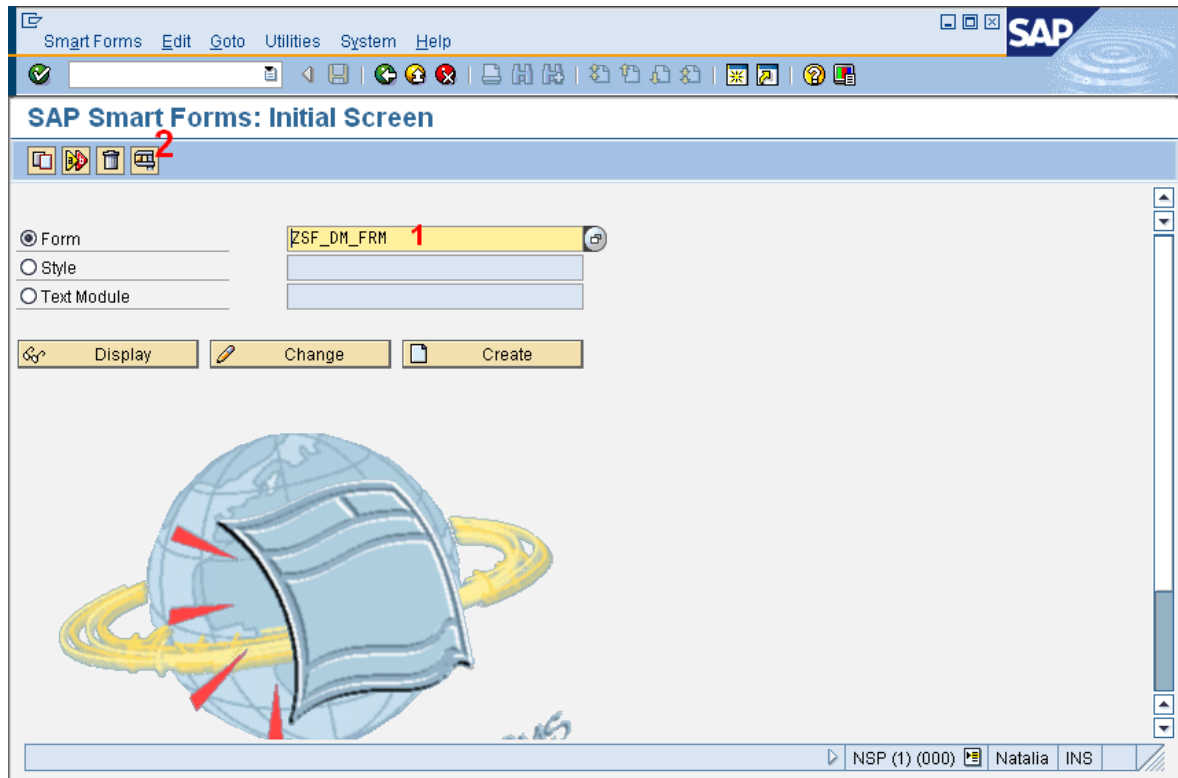 Smart Forms Edit Goto Utilities System Help
SAP
SAP Smart Forms: Initial Screen
2
Form ZSF_DM_FRM 1
Style
Text Module
Display Change Create
NSP (1) (000) Natalia INS